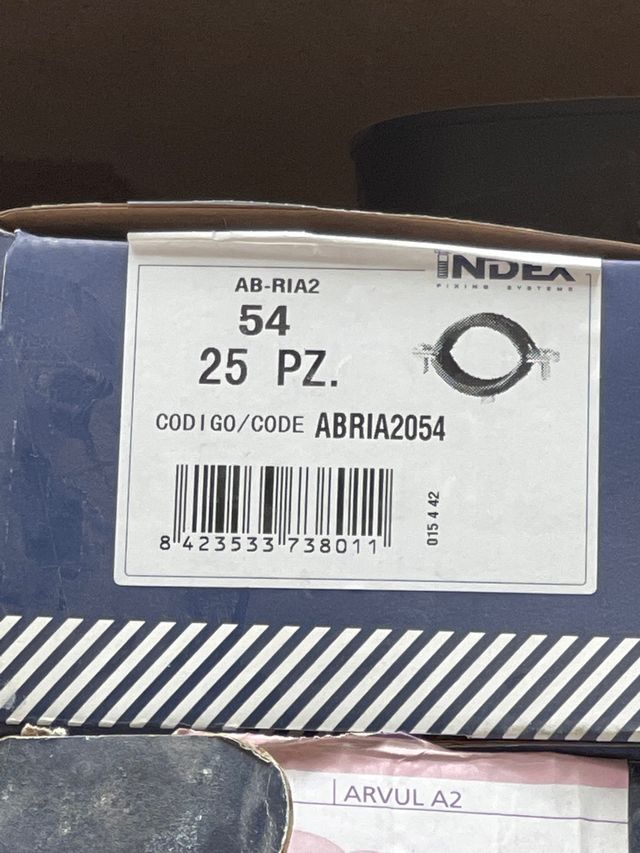 INDEX
FIXING SYSTEMS
AB-RIA2
54
25 PZ.
CODIGO/CODE ABRIA2054
8 423533 738011
015 4 42
ARVUL A2